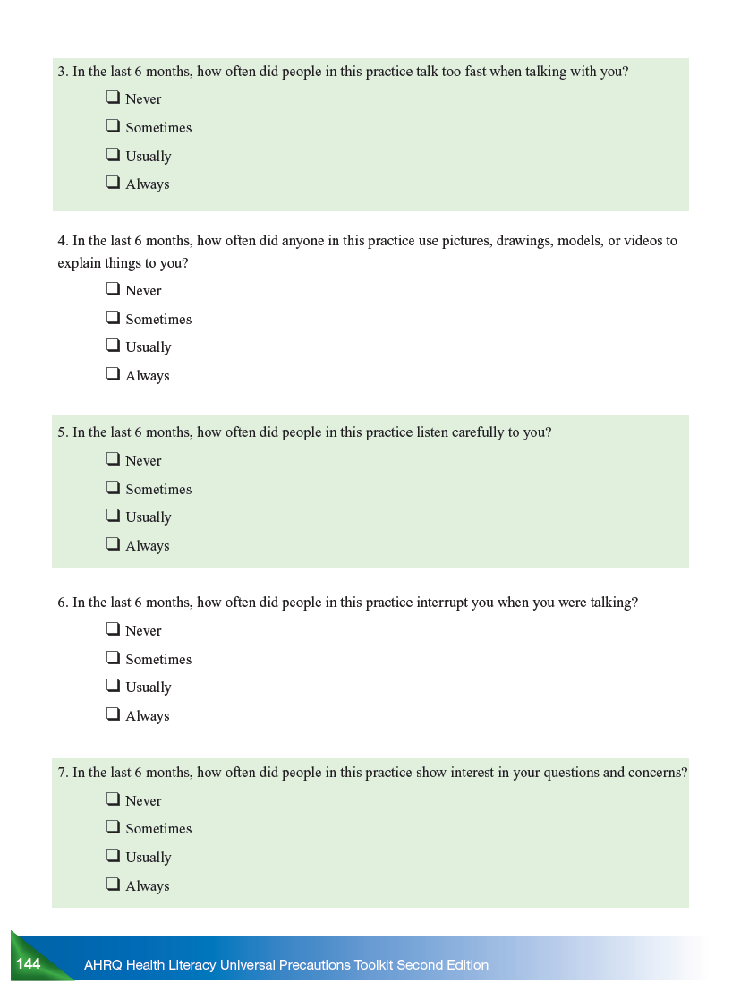 3. In the last 6 months, how often did people in this practice talk too fast when talking with you?
❏ Never
❏ Sometimes
❏ Usually
❏ Always
4. In the last 6 months, how often did anyone in this practice use pictures, drawings, models, or videos to
explain things to you?
❏ Never
❏ Sometimes
❏ Usually
❏ Always
5. In the last 6 months, how often did people in this practice listen carefully to you?
❏ Never
❏ Sometimes
❏ Usually
❏ Always
6. In the last 6 months, how often did people in this practice interrupt you when you were talking?
❏ Never
❏ Sometimes
❏ Usually
❏ Always
7. In the last 6 months, how often did people in this practice show interest in your questions and concerns?
❏ Never
❏ Sometimes
❏ Usually
❏ Always
144 AHRQ Health Literacy Universal Precautions Toolkit Second Edition